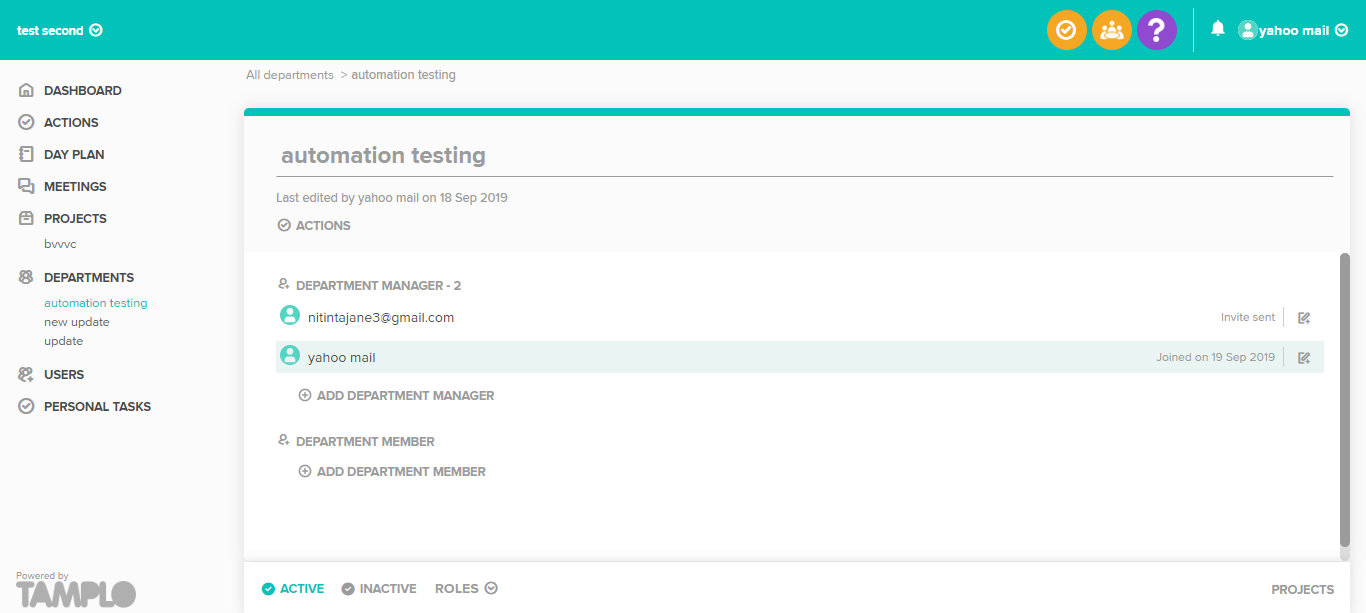 test second
?
yahoo mail
All departments > automation testing
DASHBOARD
ACTIONS
DAY PLAN
MEETINGS
PROJECTS
bvvvc
DEPARTMENTS
automation testing
new update
update
USERS
PERSONAL TASKS
Powered by
TAMPLO
automation testing
Last edited by yahoo mail on 18 Sep 2019
ACTIONS
DEPARTMENT MANAGER - 2
nitintajane3@gmail.com Invite sent
yahoo mail Joined on 19 Sep 2019
ADD DEPARTMENT MANAGER
DEPARTMENT MEMBER
ADD DEPARTMENT MEMBER
ACTIVE INACTIVE ROLES PROJECTS